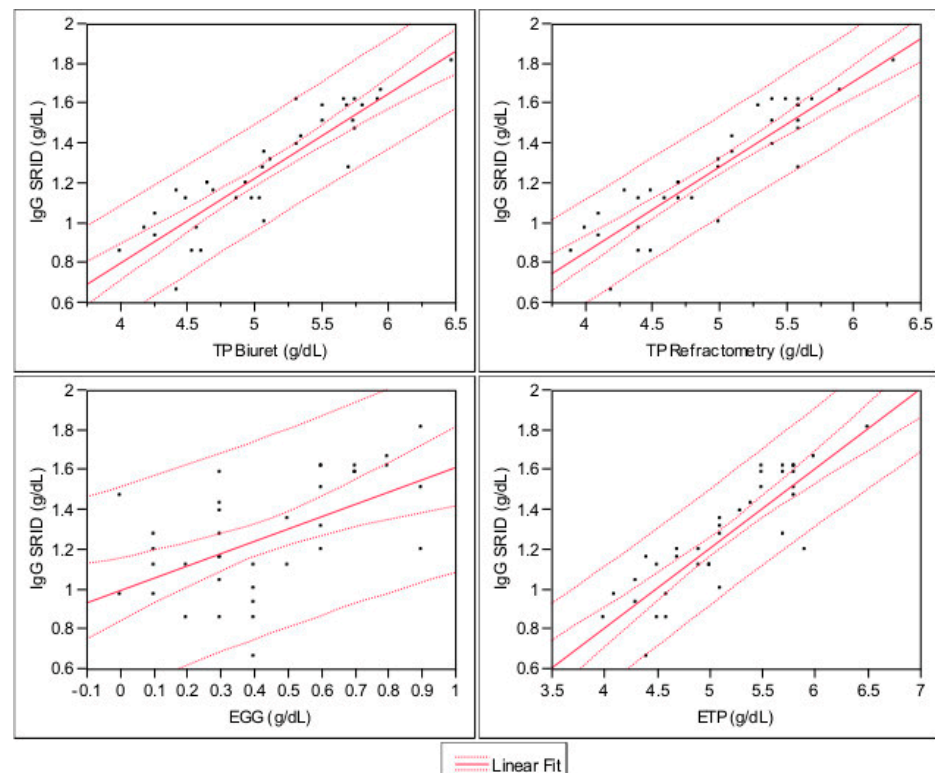 IgG SRID (g/dL)
2
1.8
1.6
1.4
1.2
1
0.8
0.6
4 4.5 5 5.5 6 6.5
TP Biuret (g/dL)
IgG SRID (g/dL)
2
1.8
1.6
1.4
1.2
1
0.8
0.6
4 4.5 5 5.5 6 6.5
TP Refractometry (g/dL)
IgG SRID (g/dL)
2
1.8
1.6
1.4
1.2
1
0.8
0.6
-0.1 0 0.1 0.2 0.3 0.4 0.5 0.6 0.7 0.8 0.9 1
EGG (g/dL)
IgG SRID (g/dL)
2
1.8
1.6
1.4
1.2
1
0.8
0.6
3.5 4 4.5 5 5.5 6 6.5 7
ETP (g/dL)
Linear Fit